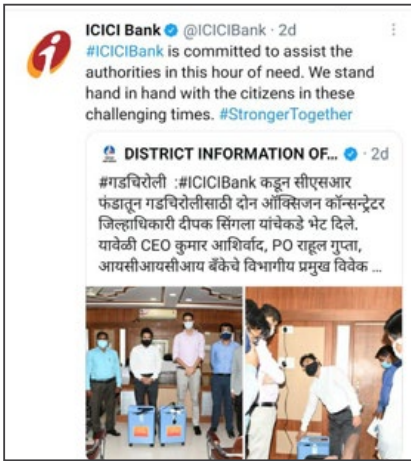 ICICI Bank @ICICIBank · 2d
#ICICIBank is committed to assist the
authorities in this hour of need. We stand
hand in hand with the citizens in these
challenging times. #StrongerTogether
DISTRICT INFORMATION OF... · 2d
#गडचिरोली :#ICICIBank कडून सीएसआर
फंडातून गडचिरोलीसाठी दोन ऑक्सिजन कॉन्सन्ट्रेटर
जिल्हाधिकारी दीपक सिंगला यांचेकडे भेट दिले.
यावेळी CEO कुमार आशिर्वाद, PO राहूल गुप्ता,
आयसीआयसीआय बँकेचे विभागीय प्रमुख विवेक ...